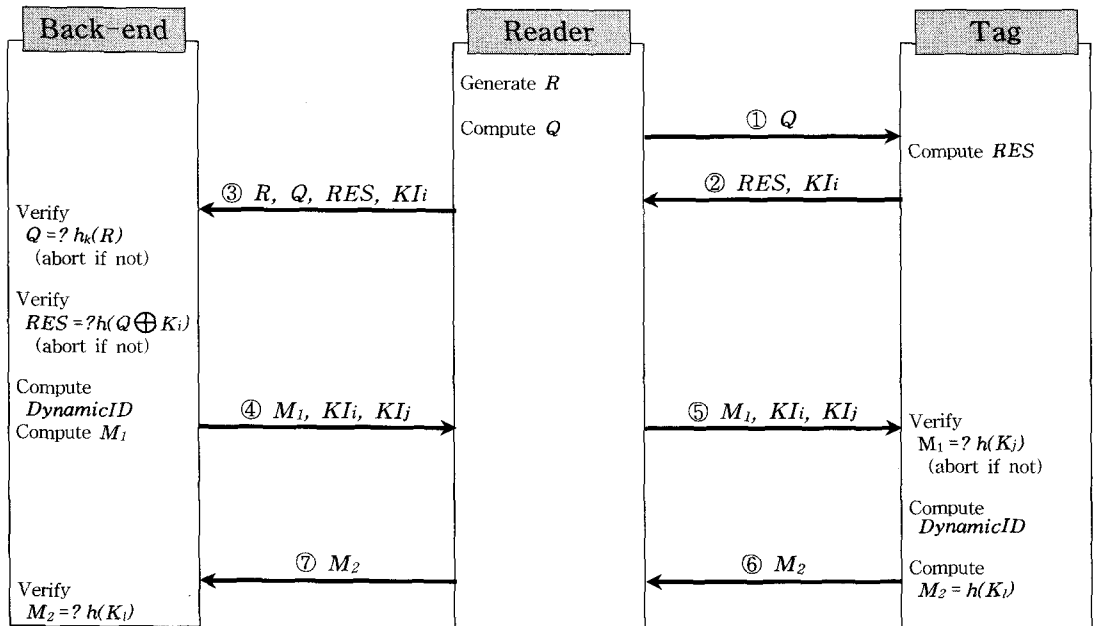 Back-end
Reader
Tag
Generate R
Compute Q
① Q
Compute RES
② RES, KIi
③ R, Q, RES, KIi
Verify
Q =? hk(R)
(abort if not)
Verify
RES =?h(Q⊕Ki)
(abort if not)
Compute
DynamicID
Compute M1
④ M1, KIi, KIj
⑤ M1, KIi, KIj
Verify
M1 =? h(Kj)
(abort if not)
Compute
DynamicID
Compute
M2 = h(Kl)
⑥ M2
⑦ M2
Verify
M2 =? h(Kl)